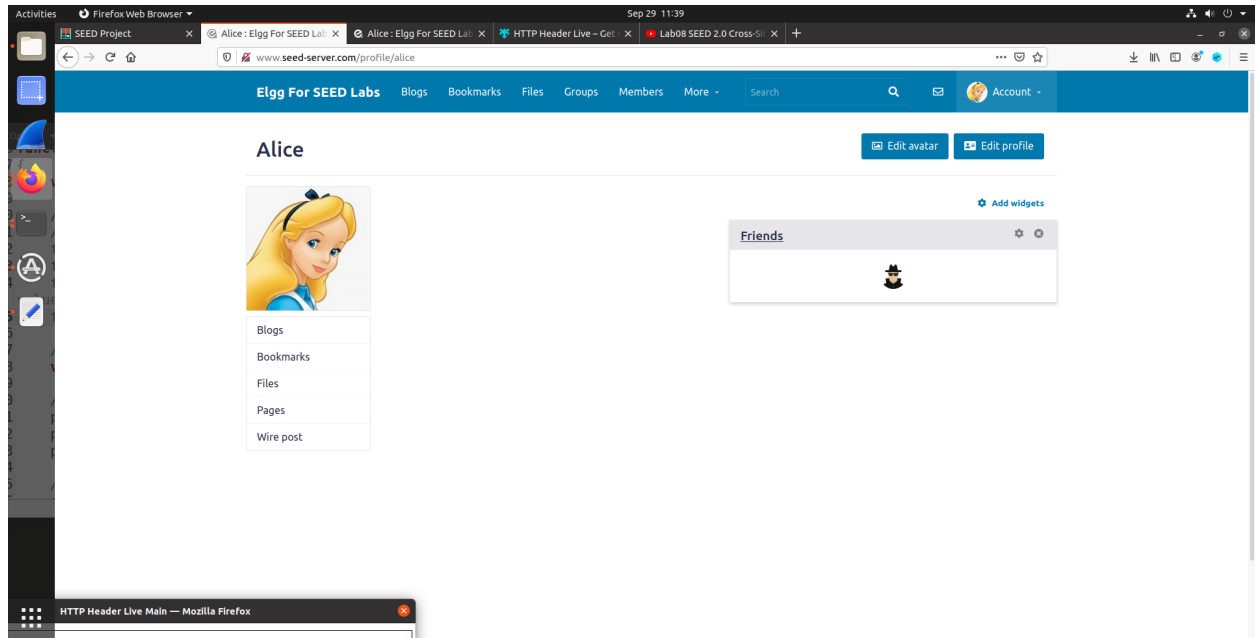 Activities Firefox Web Browser Sep 29 11:39
SEED Project Alice : Elgg For SEED Lab Alice : Elgg For SEED Lab HTTP Header Live – Get Lab08 SEED 2.0 Cross-Sit
www.seed-server.com/profile/alice
Elgg For SEED Labs Blogs Bookmarks Files Groups Members More Search Account
Alice Edit avatar Edit profile
Add widgets
Friends
Blogs
Bookmarks
Files
Pages
Wire post
HTTP Header Live Main — Mozilla Firefox